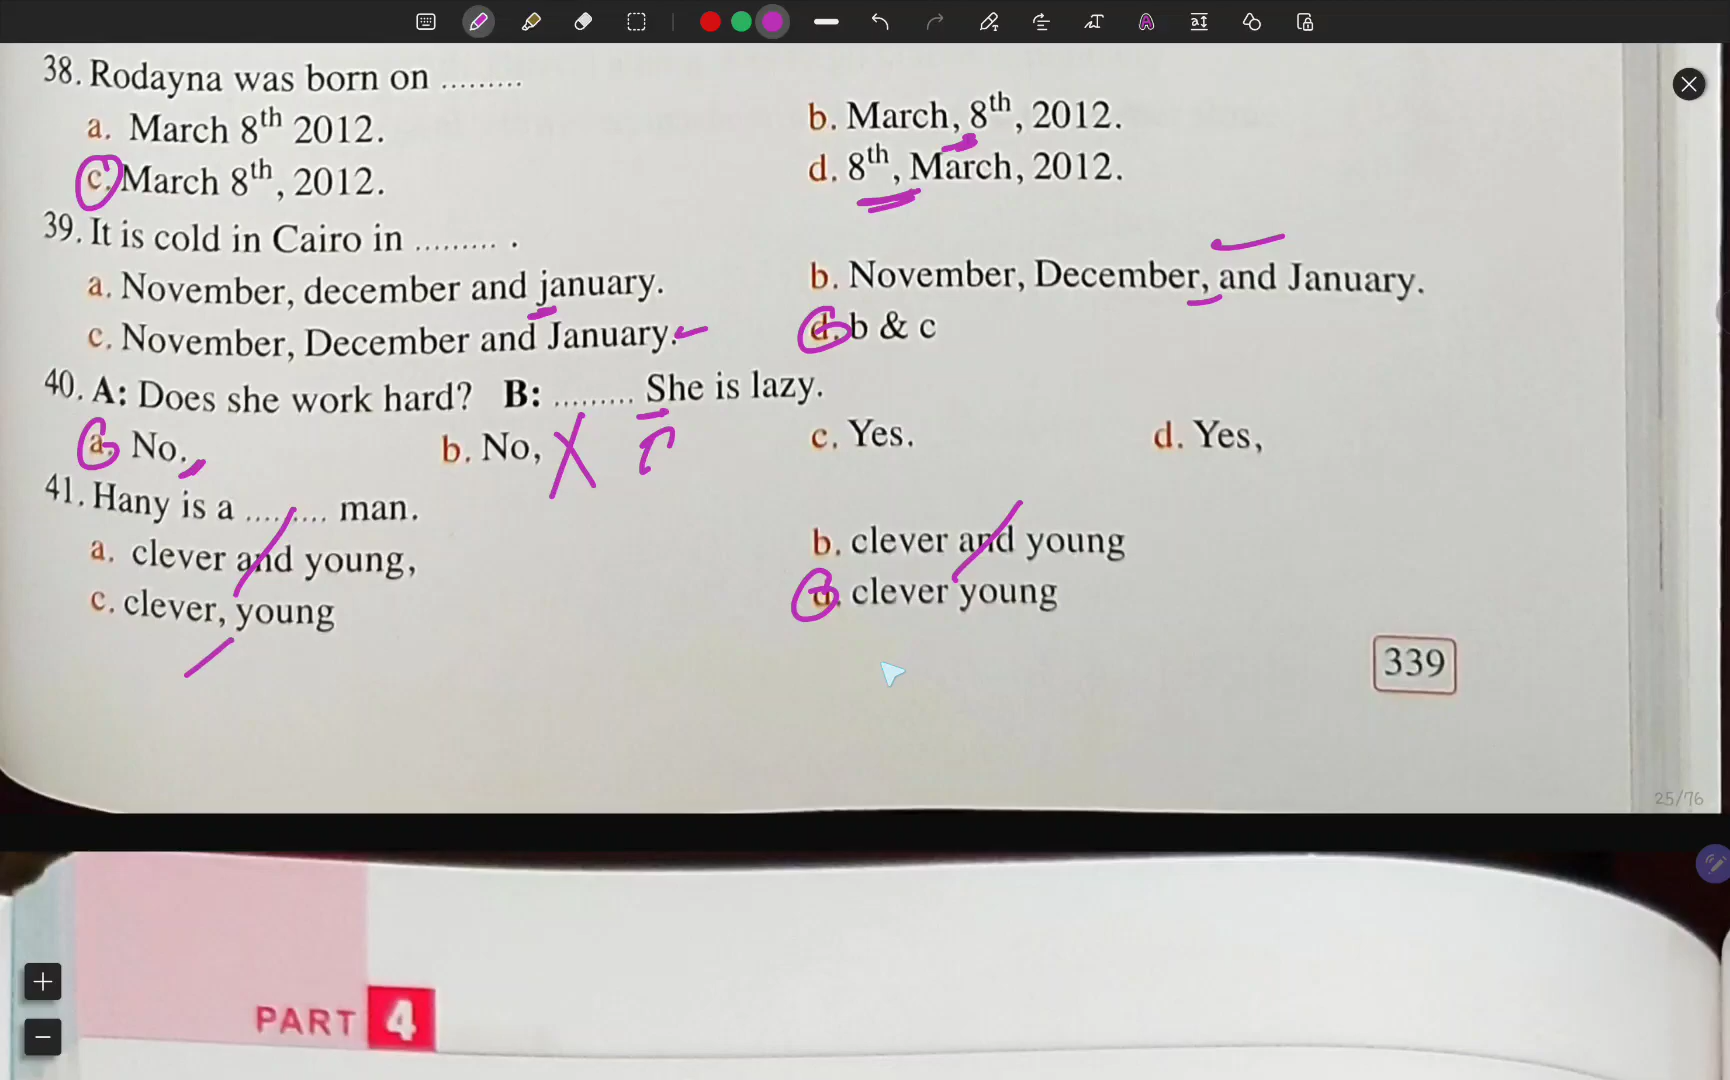 38. Rodayna was born on .........
a. March 8th 2012.
b. March, 8th, 2012.
c. March 8th, 2012.
d. 8th, March, 2012.
39. It is cold in Cairo in ......... .
a. November, december and january.
b. November, December, and January.
c. November, December and January.
d. b & c
40. A: Does she work hard? B: ......... She is lazy.
a. No.
b. No,
c. Yes.
d. Yes,
41. Hany is a ......... man.
a. clever and young,
b. clever and young
c. clever, young
d. clever young
339
25/76
PART 4